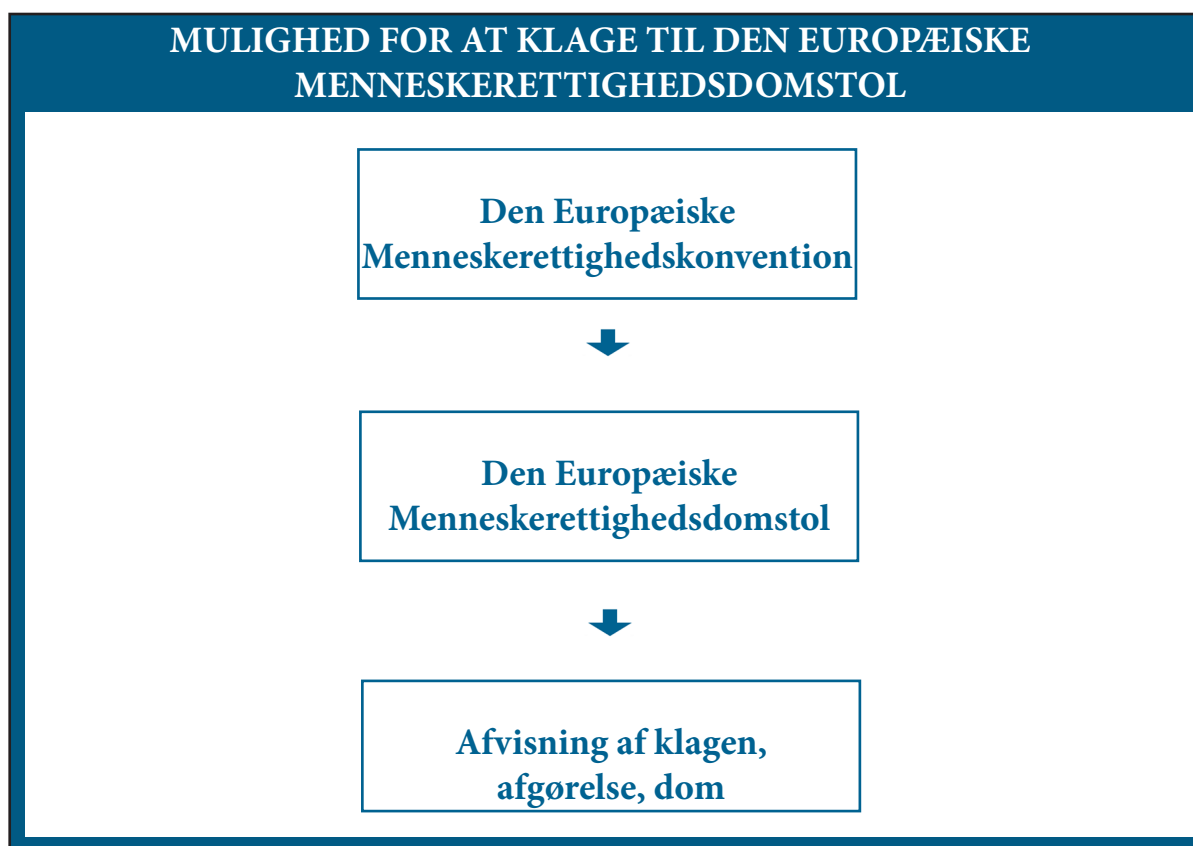 MULIGHED FOR AT KLAGE TIL DEN EUROPÆISKE
MENNESKERETTIGHEDSDOMSTOL
Den Europæiske
Menneskerettighedskonvention
Den Europæiske
Menneskerettighedsdomstol
Afvisning af klagen,
afgørelse, dom